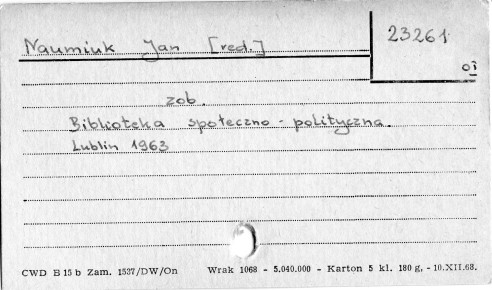 Naumiuk Jan [red.]
23261
oı
zob.
Biblioteka społeczno-polityczna.
Lublin 1963
CWD B 15 b Zam. 1537/DW/On Wrak 1068 - 5.040.000 - Karton 5 kl. 180 g, - 10.XII.68.